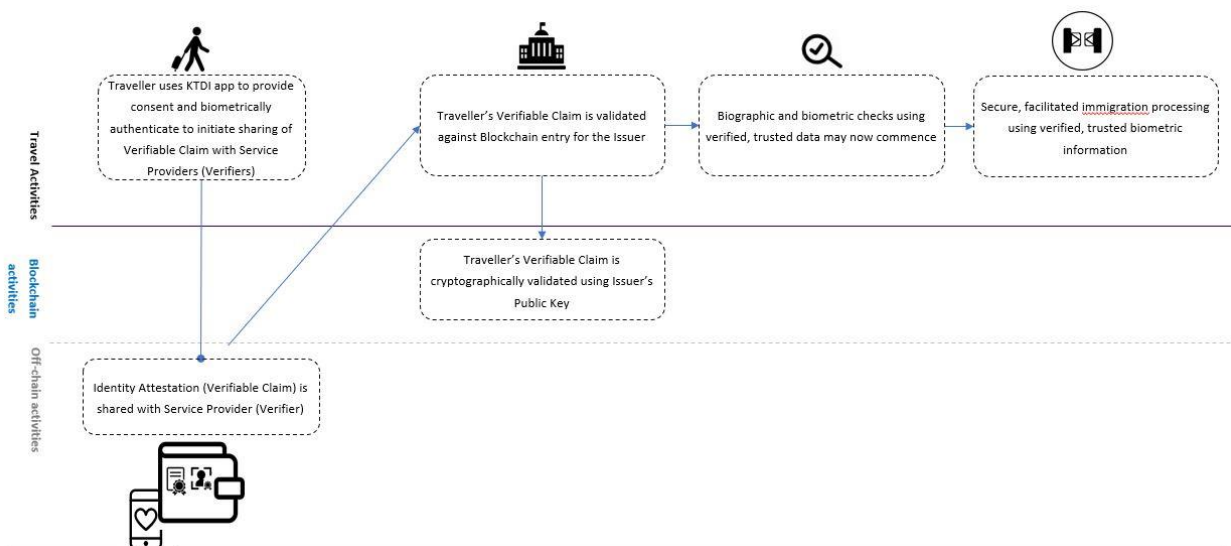 Traveller uses KTDI app to provide
consent and biometrically
authenticate to initiate sharing of
Verifiable Claim with Service
Providers (Verifiers)
Traveller's Verifiable Claim is validated
against Blockchain entry for the Issuer
Biographic and biometric checks using
verified, trusted data may now commence
Secure, facilitated immigration processing
using verified, trusted biometric
information
Travel Activities
Traveller's Verifiable Claim is
cryptographically validated using Issuer's
Public Key
Blockchain
activities
Identity Attestation (Verifiable Claim) is
shared with Service Provider (Verifier)
Off-chain activities